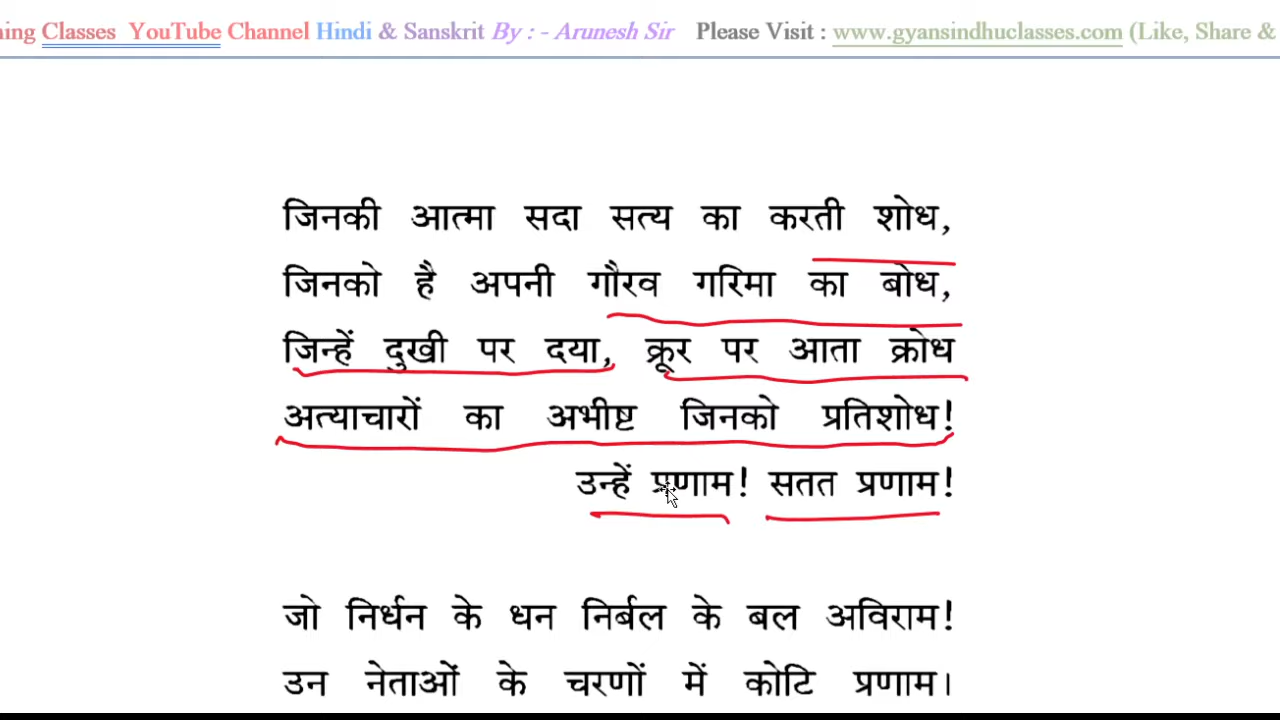 Classes YouTube Channel Hindi & Sanskrit By : - Arunesh Sir Please Visit : www.gyansindhuclasses.com (Like, Share &
जिनकी आत्मा सदा सत्य का करती शोध,
जिनको है अपनी गौरव गरिमा का बोध,
जिन्हें दुखी पर दया, क्रूर पर आता क्रोध
अत्याचारों का अभीष्ट जिनको प्रतिशोध!
उन्हें प्रणाम! सतत प्रणाम!
जो निर्धन के धन निर्बल के बल अविराम!
उन नेताओं के चरणों में कोटि प्रणाम।